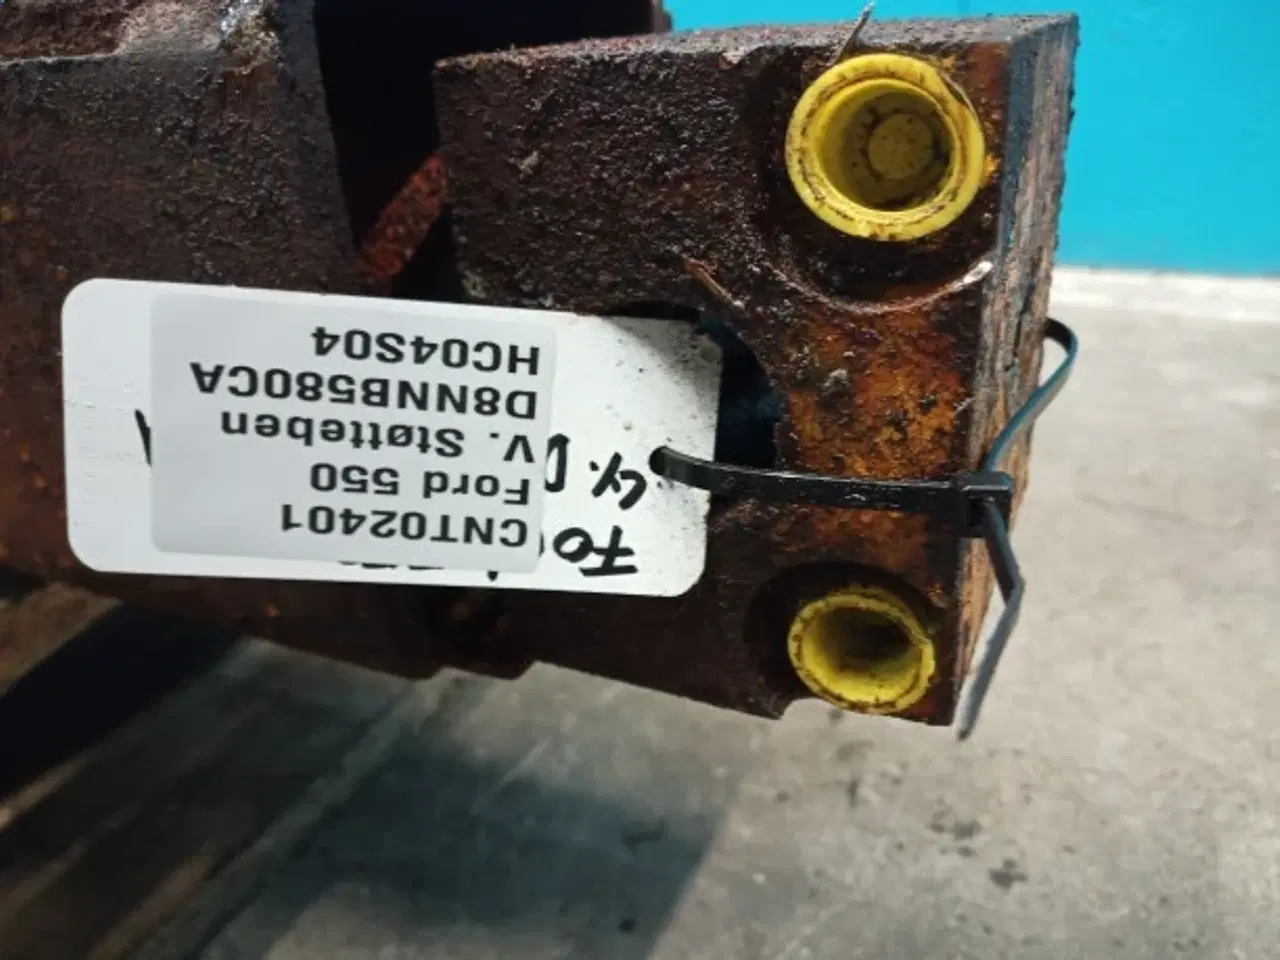 CNT02401
Ford 550
V. Støtteben
D8NNB580CA
HC04S04